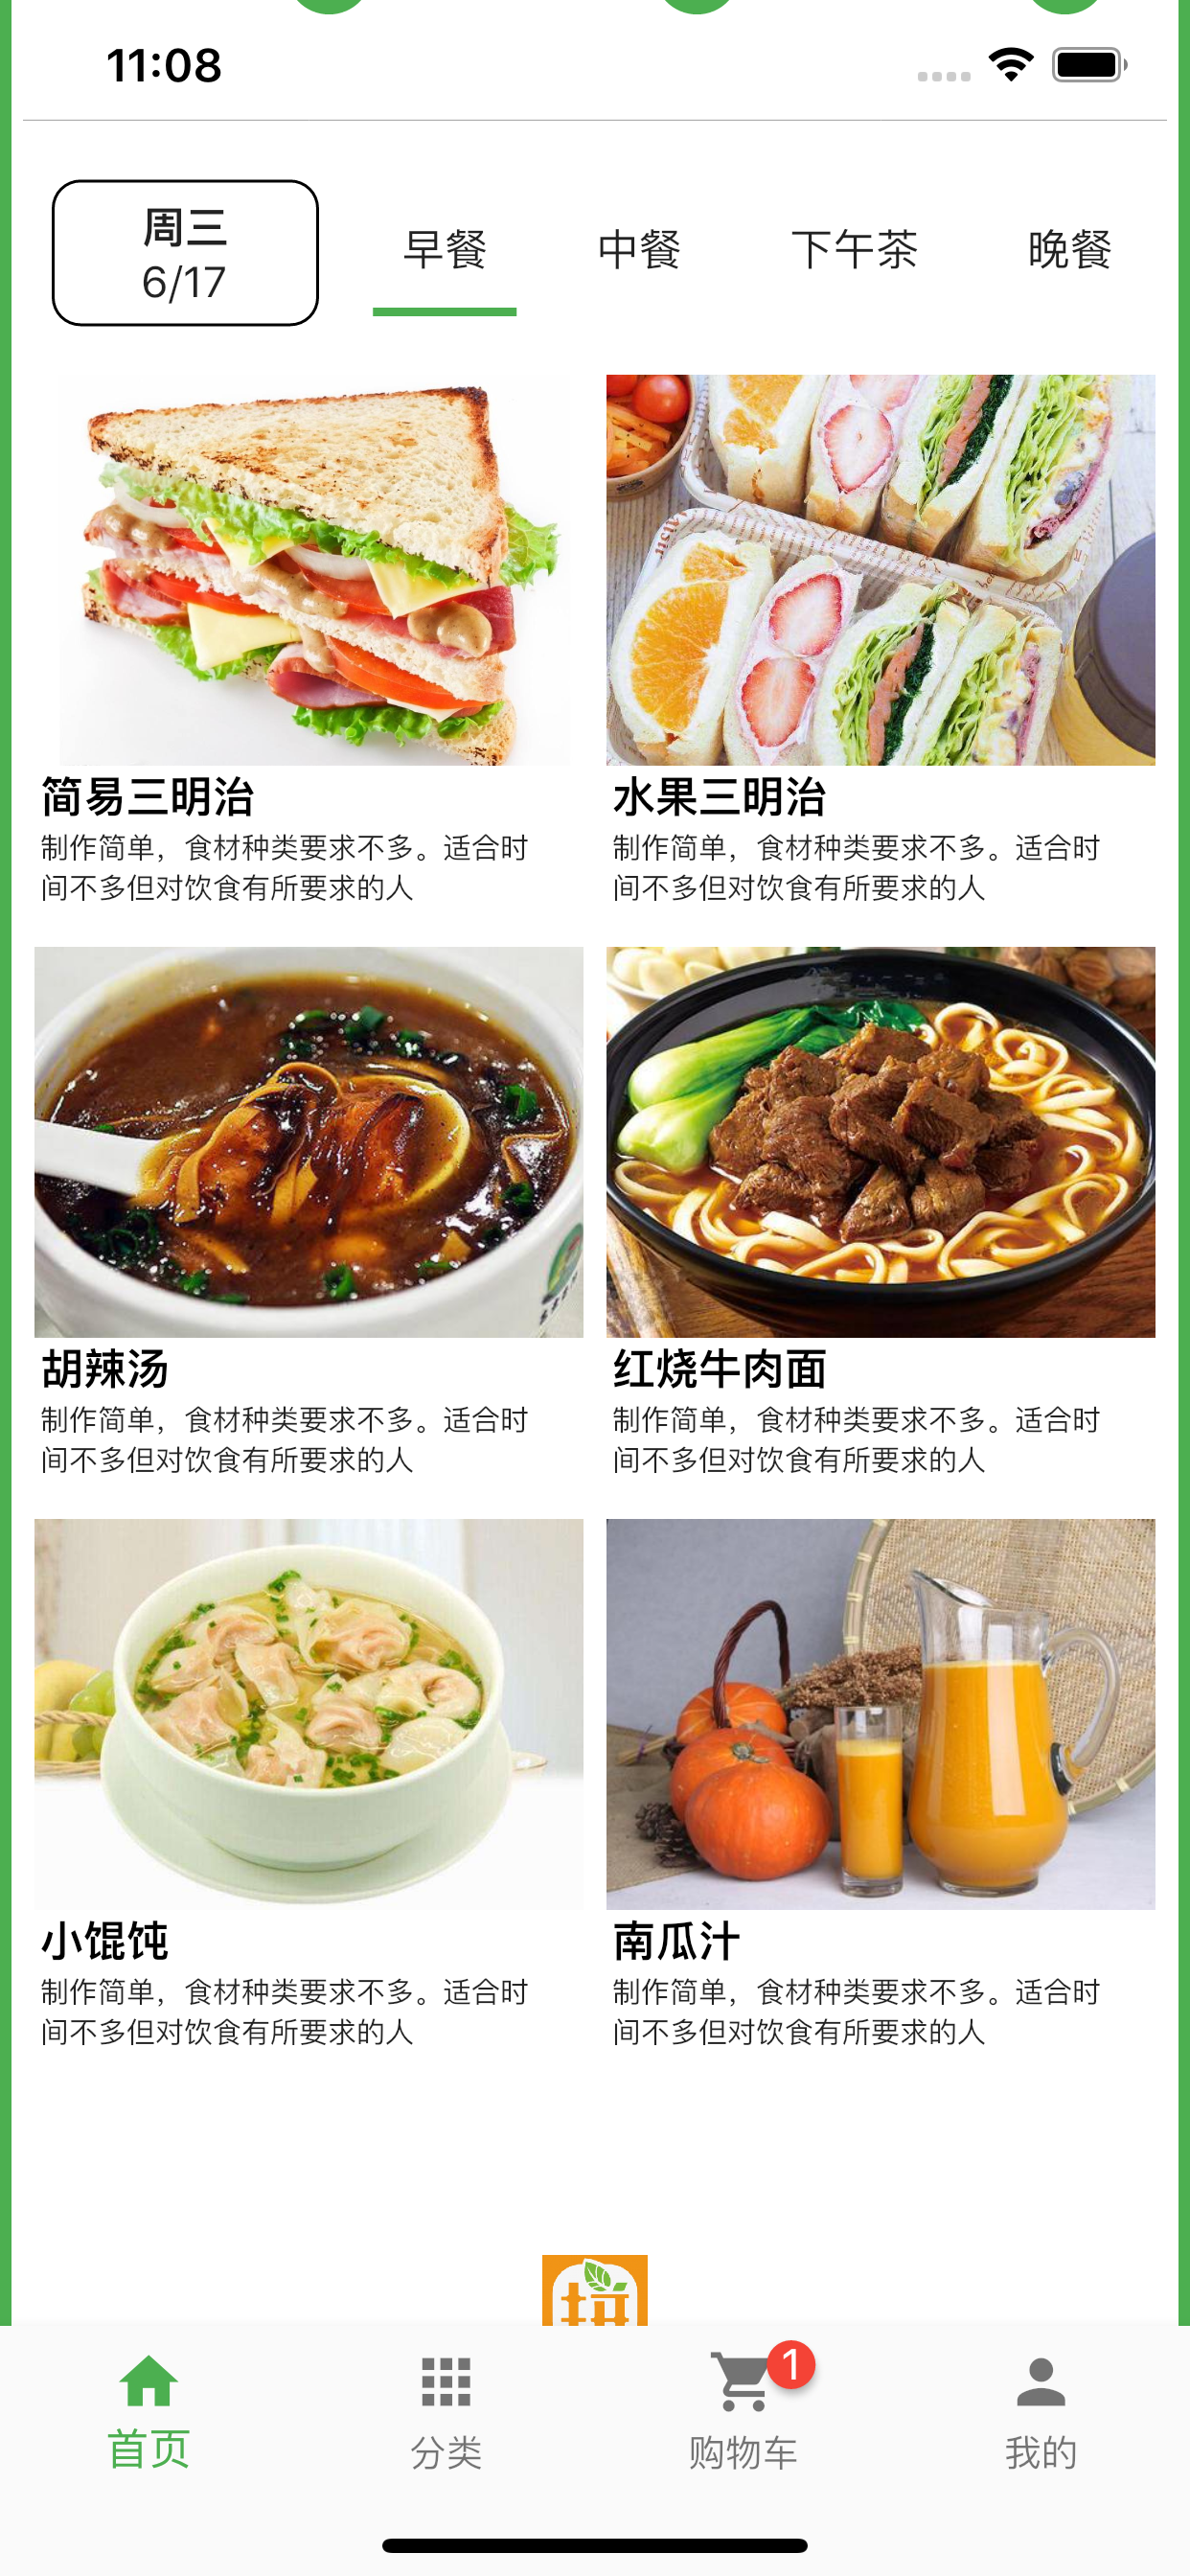 11:08
周三
6/17
早餐
中餐
下午茶
晚餐
简易三明治
制作简单，食材种类要求不多。适合时
间不多但对饮食有所要求的人
水果三明治
制作简单，食材种类要求不多。适合时
间不多但对饮食有所要求的人
胡辣汤
制作简单，食材种类要求不多。适合时
间不多但对饮食有所要求的人
红烧牛肉面
制作简单，食材种类要求不多。适合时
间不多但对饮食有所要求的人
小馄饨
制作简单，食材种类要求不多。适合时
间不多但对饮食有所要求的人
南瓜汁
制作简单，食材种类要求不多。适合时
间不多但对饮食有所要求的人
1
首页
分类
购物车
我的